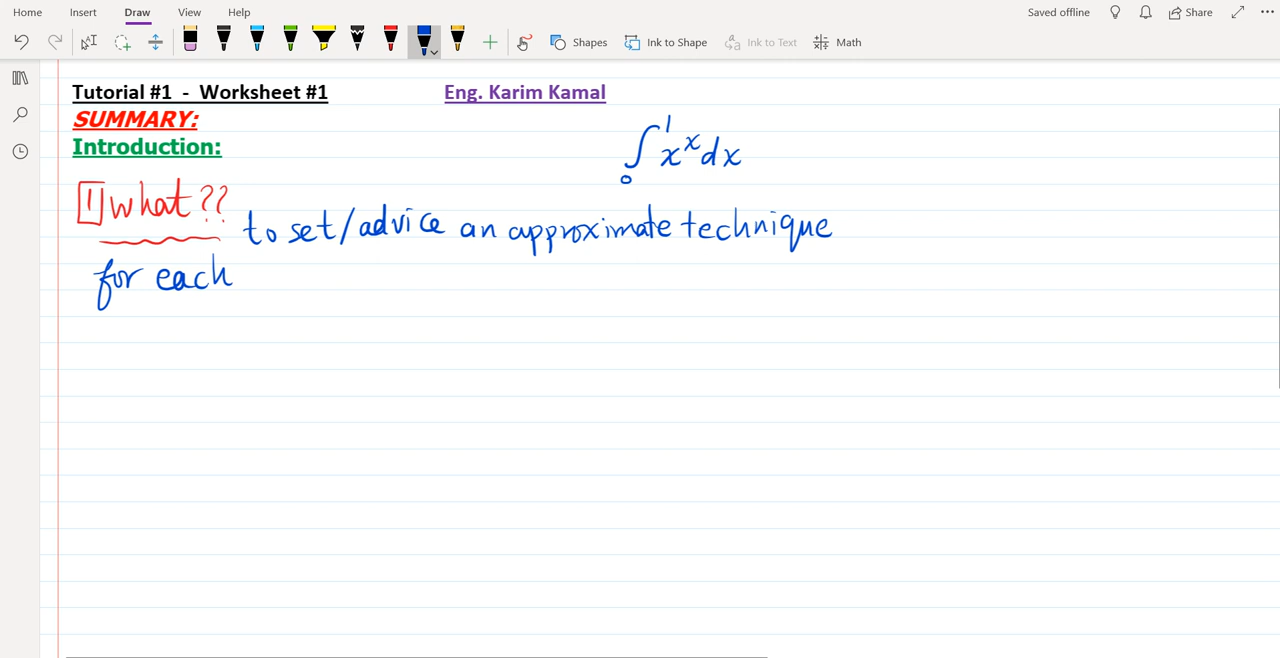 Home Insert Draw View Help Saved offline Share
Shapes Ink to Shape Ink to Text Math
Tutorial #1 - Worksheet #1 Eng. Karim Kamal
SUMMARY:
Introduction:
∫₀¹ xˣ dx
1 What ?? to set/advice an approximate technique
for each